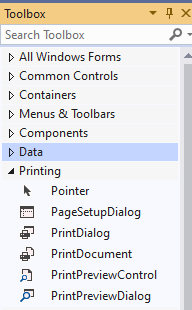 Toolbox
Search Toolbox
All Windows Forms
Common Controls
Containers
Menus & Toolbars
Components
Data
Printing
Pointer
PageSetupDialog
PrintDialog
PrintDocument
PrintPreviewControl
PrintPreviewDialog